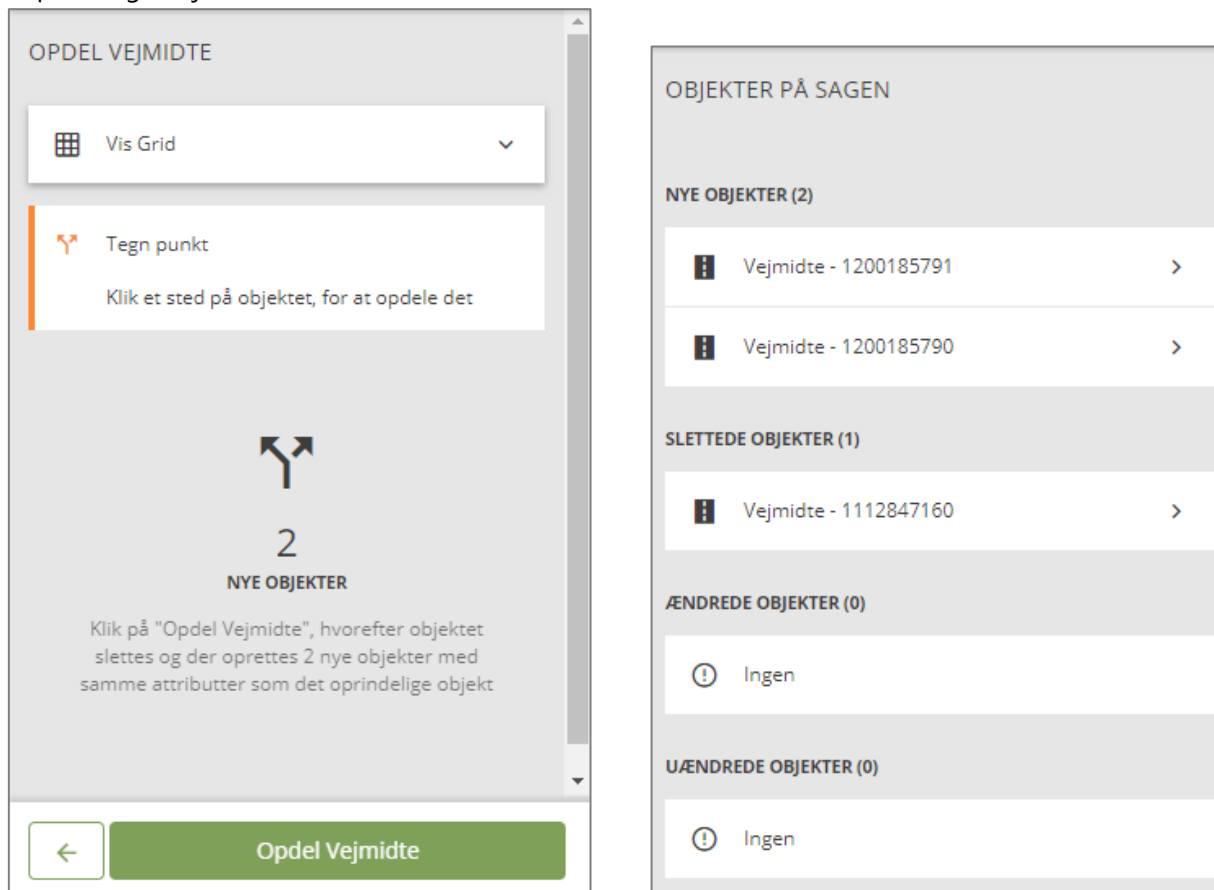 OPDEL VEJMIDTE
Vis Grid
Tegn punkt
Klik et sted på objektet, for at opdele det
2
NYE OBJEKTER
Klik på "Opdel Vejmidte", hvorefter objektet
slettes og der oprettes 2 nye objekter med
samme attributter som det oprindelige objekt
Opdel Vejmidte
OBJEKTER PÅ SAGEN
NYE OBJEKTER (2)
Vejmidte - 1200185791
Vejmidte - 1200185790
SLETTEDE OBJEKTER (1)
Vejmidte - 1112847160
ÆNDREDE OBJEKTER (0)
Ingen
UÆNDREDE OBJEKTER (0)
Ingen